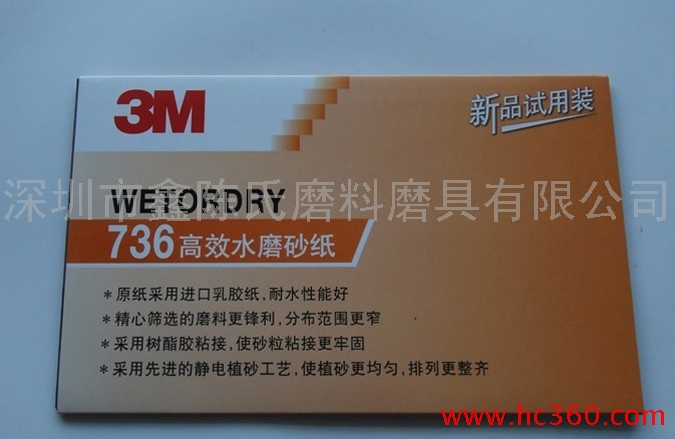 3M
新品试用装
WETORDRY
深圳市鑫陈氏磨料磨具有限公司
736高效水磨砂纸
*原纸采用进口乳胶纸,耐水性能好
*精心筛选的磨料更锋利,分布范围更窄
*采用树酯胶粘接,使砂粒粘接更牢固
*采用先进的静电植砂工艺,使植砂更均匀,排列更整齐
www.hc360.com